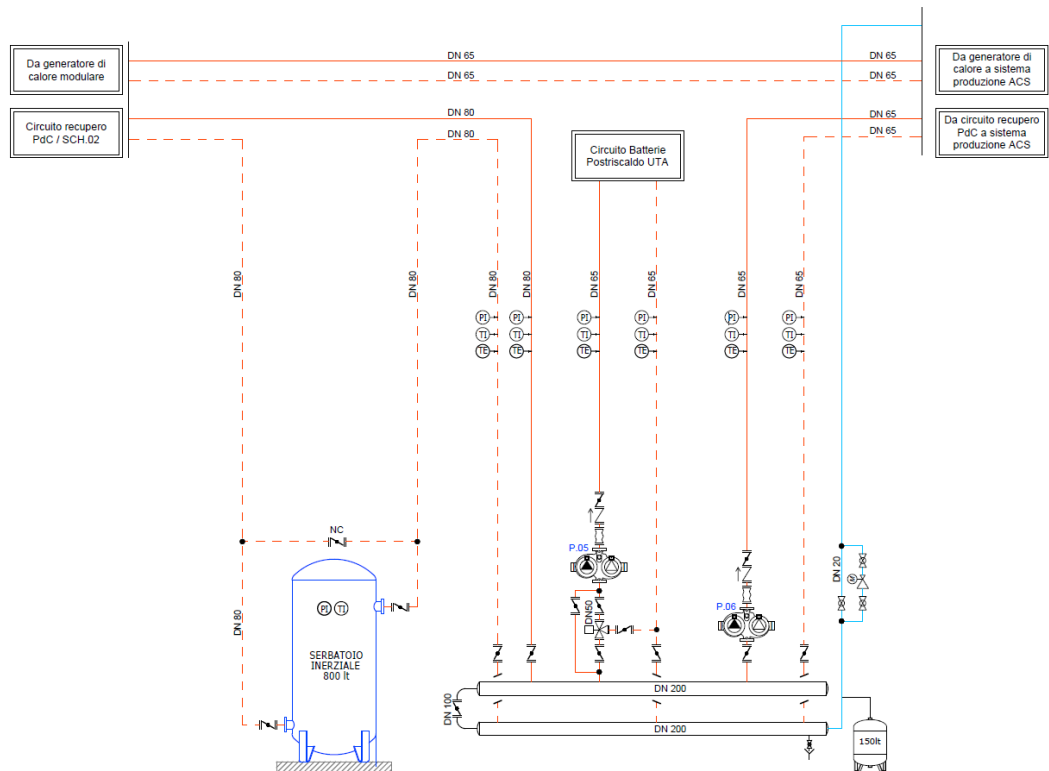 DN 65
DN 65
Da generatore di
calore modulare
DN 65
DN 65
Da generatore di
calore a sistema
produzione ACS
Circuito recupero
PdC / SCH.02
DN 80
DN 80
DN 65
DN 65
Da circuito recupero
PdC a sistema
produzione ACS
Circuito Batterie
Postriscaldo UTA
DN 80
DN 80
DN 80
DN 80
DN 65
DN 65
DN 65
DN 65
PI
PI
PI
PI
PI
PI
TI
TI
TI
TI
TI
TI
TE
TE
TE
TE
TE
TE
NC
P.05
DN 20
M
DN 80
PI
TI
DN50
P.06
SERBATOIO
INERZIALE
800 lt
DN 200
DN 100
DN 200
150lt